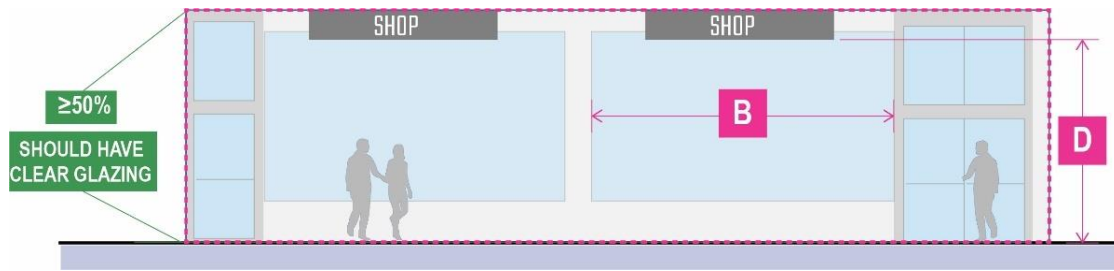 SHOP
SHOP
≥50%
SHOULD HAVE
CLEAR GLAZING
B
D